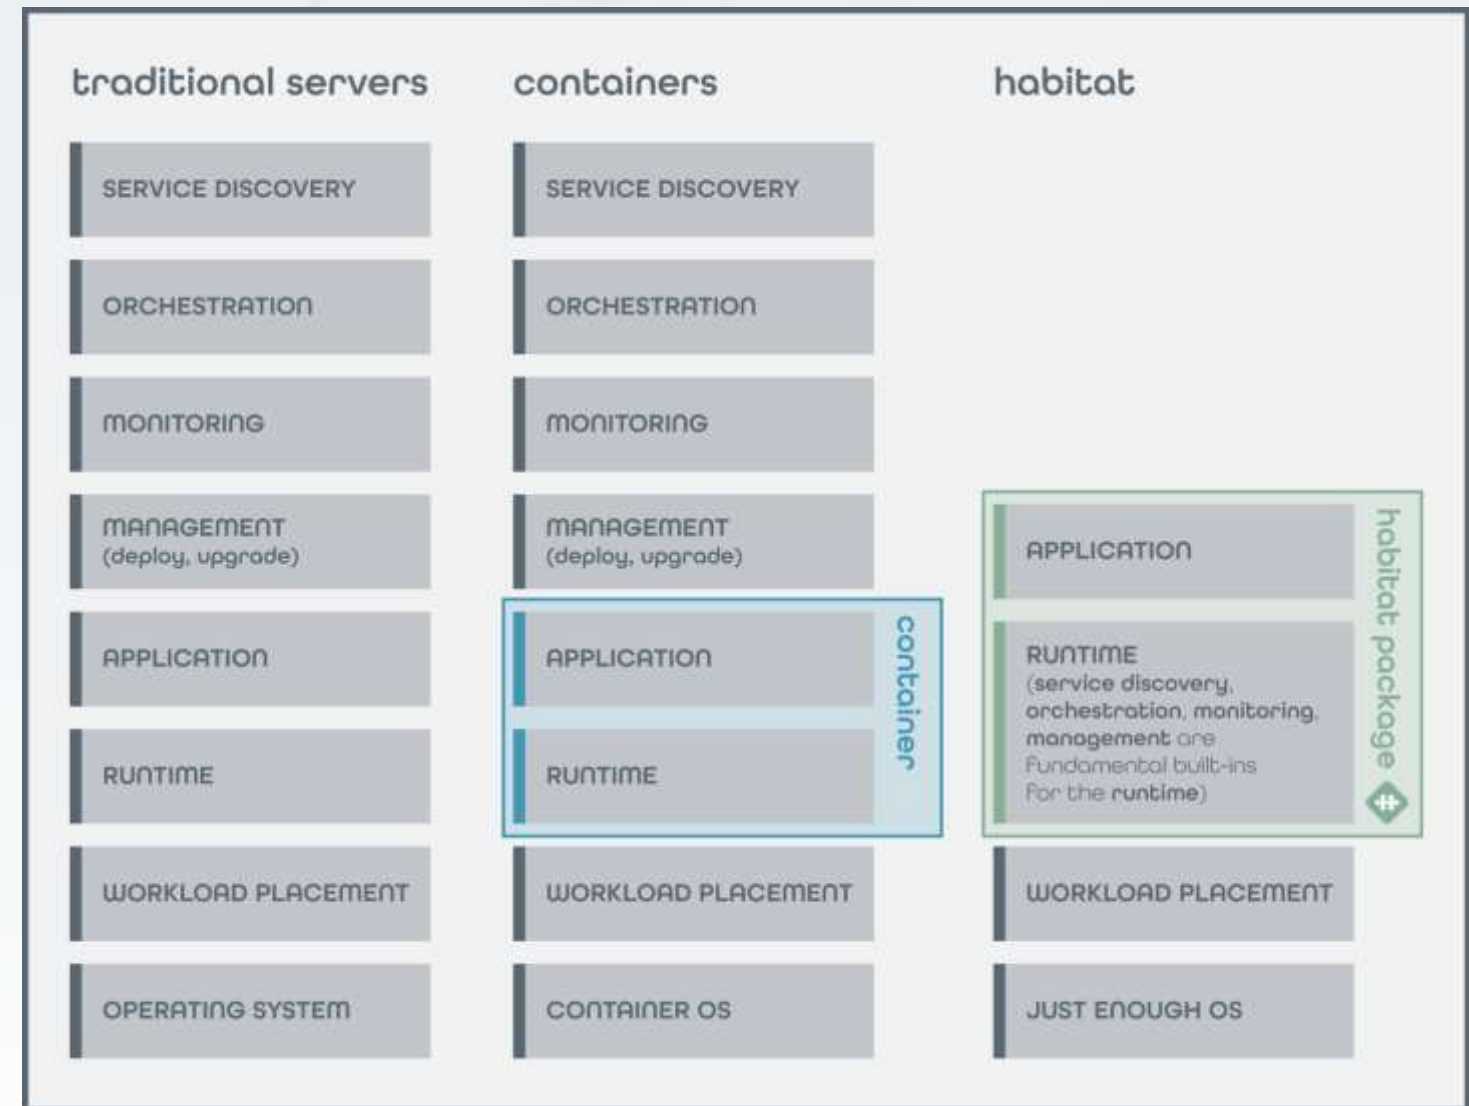 traditional servers
SERVICE DISCOVERY
ORCHESTRATION
MONITORING
MANAGEMENT
(deploy, upgrade)
APPLICATION
RUNTIME
WORKLOAD PLACEMENT
OPERATING SYSTEM
containers
SERVICE DISCOVERY
ORCHESTRATION
MONITORING
MANAGEMENT
(deploy, upgrade)
APPLICATION
RUNTIME
container
WORKLOAD PLACEMENT
CONTAINER OS
habitat
APPLICATION
RUNTIME
(service discovery,
orchestration, monitoring,
management are
fundamental built-ins
for the runtime)
habitat package
WORKLOAD PLACEMENT
JUST ENOUGH OS